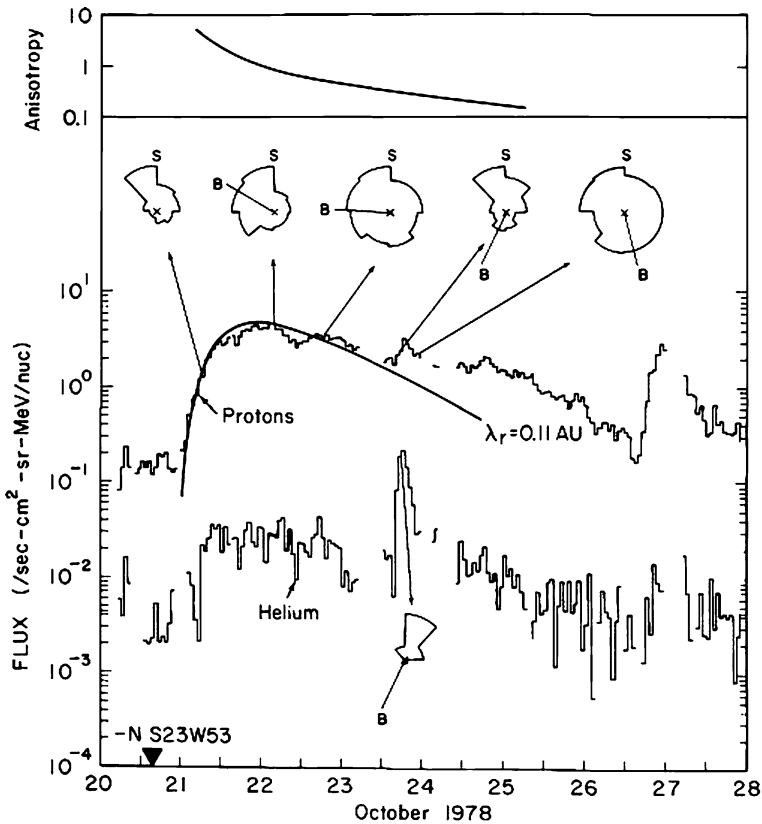 10
1
0.1
Anisotropy
S S S S S
B B B B
10¹
10⁰
10⁻¹
10⁻²
10⁻³
10⁻⁴
FLUX (/sec-cm²-sr-MeV/nuc)
Protons
λr=0.11 AU
Helium
B
-N S23W53
20 21 22 23 24 25 26 27 28
October 1978